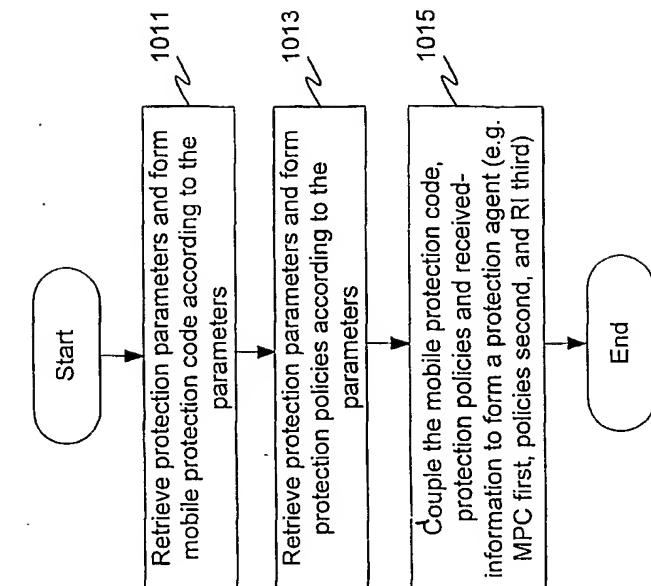 Start
1011
Retrieve protection parameters and form
mobile protection code according to the
parameters
1013
Retrieve protection parameters and form
protection policies according to the
parameters
1015
Couple the mobile protection code,
protection policies and received-
information to form a protection agent (e.g.
MPC first, policies second, and RI third)
End